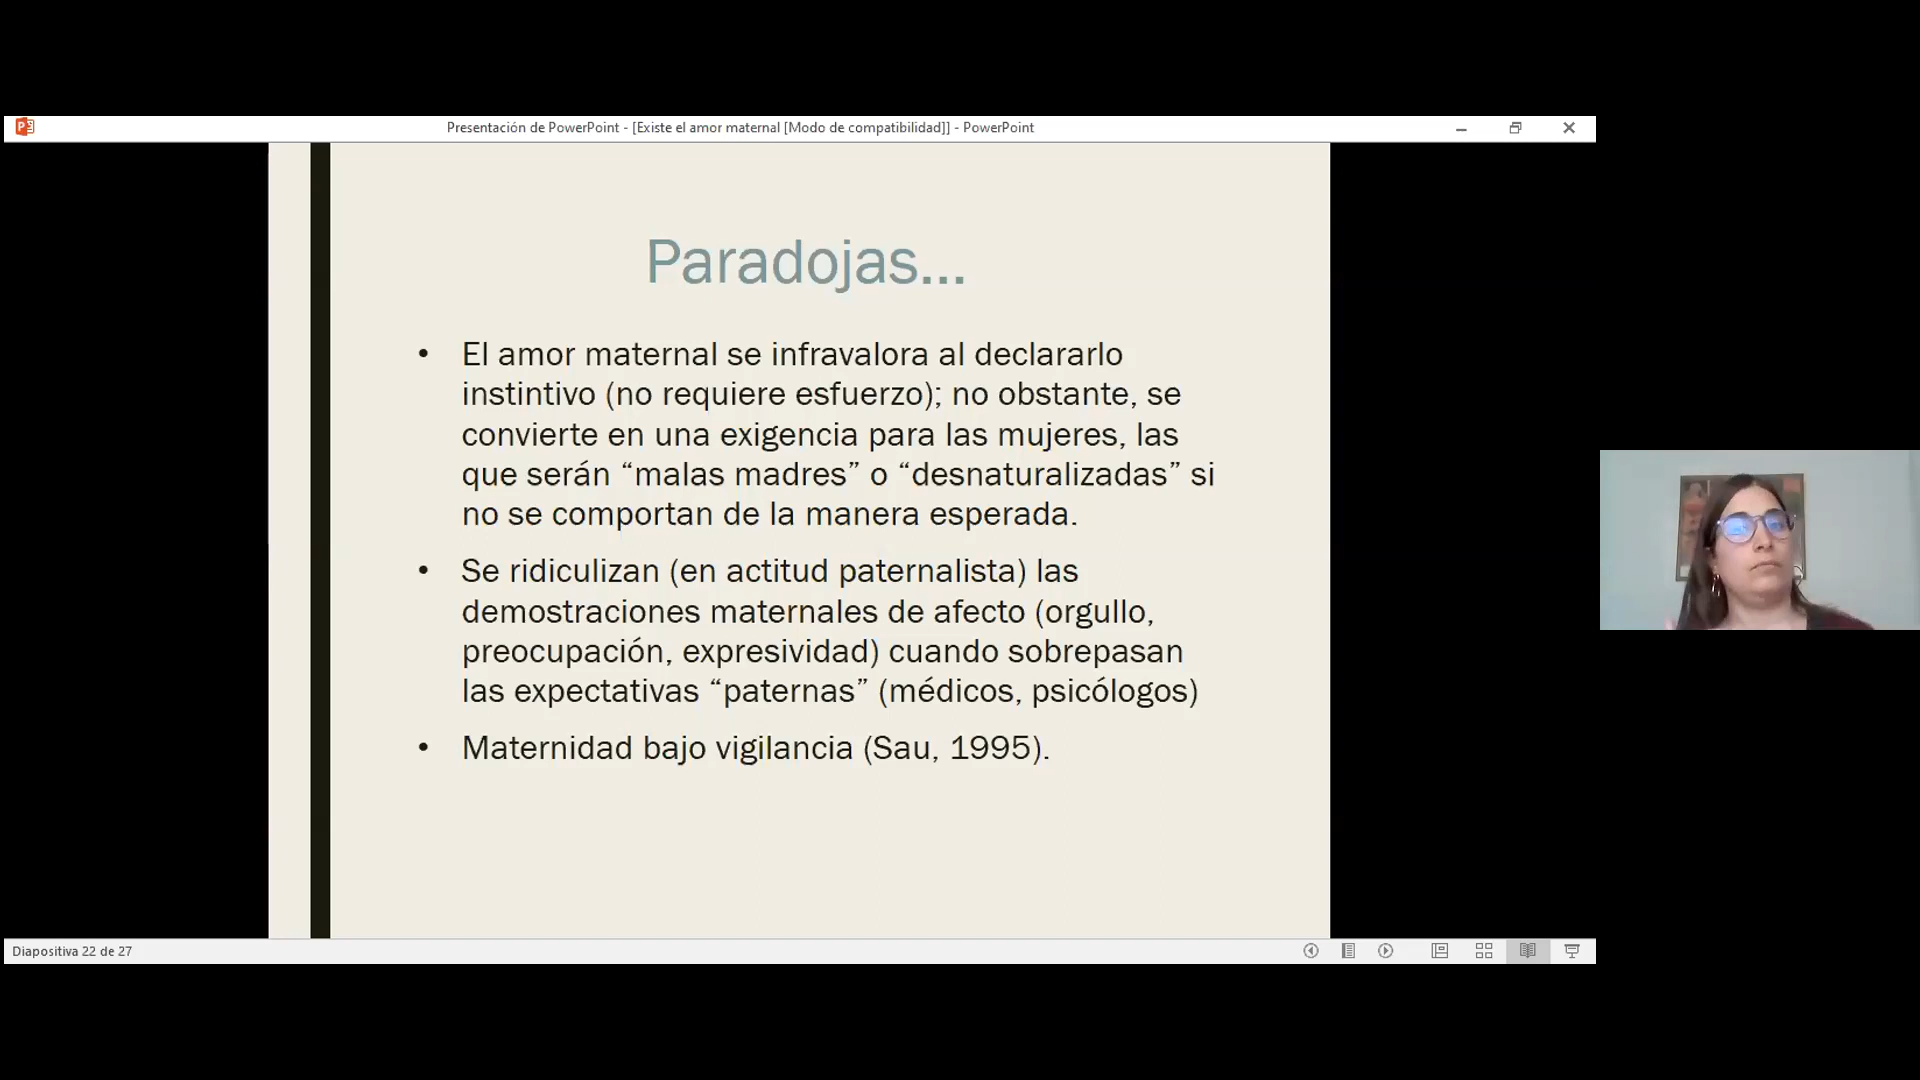 Presentación de PowerPoint - [Existe el amor maternal [Modo de compatibilidad]] - PowerPoint
Paradojas...
• El amor maternal se infravalora al declararlo
instintivo (no requiere esfuerzo); no obstante, se
convierte en una exigencia para las mujeres, las
que serán “malas madres” o “desnaturalizadas” si
no se comportan de la manera esperada.
• Se ridiculizan (en actitud paternalista) las
demostraciones maternales de afecto (orgullo,
preocupación, expresividad) cuando sobrepasan
las expectativas “paternas” (médicos, psicólogos)
• Maternidad bajo vigilancia (Sau, 1995).
Diapositiva 22 de 27